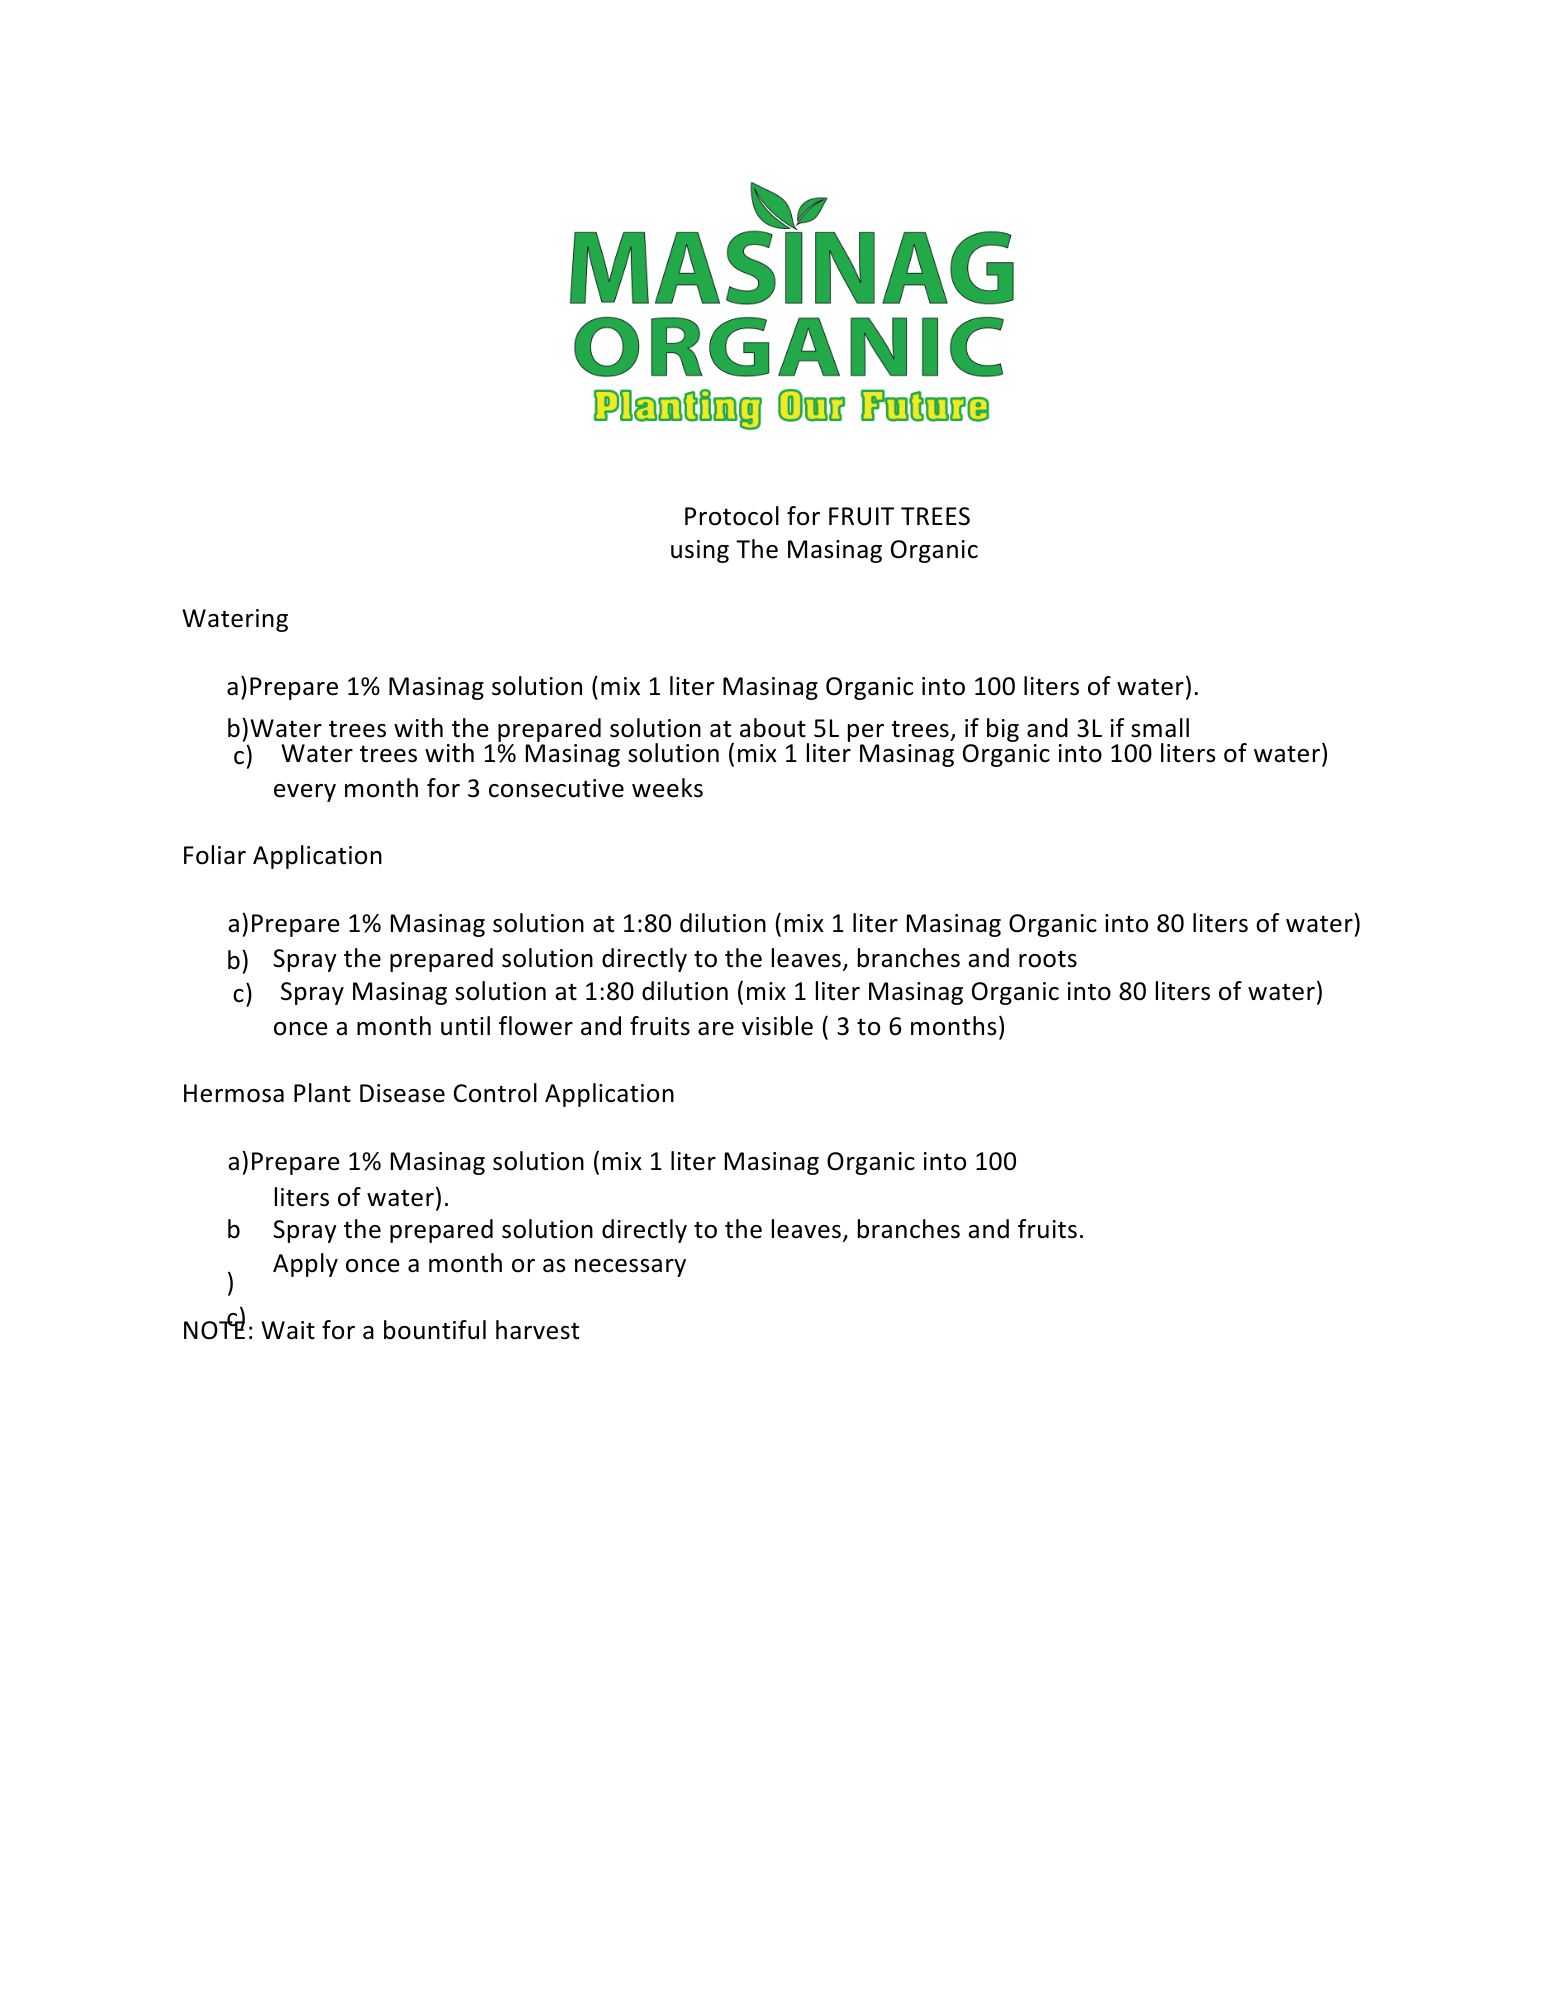 MASINAG
ORGANIC
Planting Our Future
Protocol for FRUIT TREES
using The Masinag Organic
Watering
a)Prepare 1% Masinag solution (mix 1 liter Masinag Organic into 100 liters of water).
b)Water trees with the prepared solution at about 5L per trees, if big and 3L if small
c) Water trees with 1% Masinag solution (mix 1 liter Masinag Organic into 100 liters of water)
every month for 3 consecutive weeks
Foliar Application
a)Prepare 1% Masinag solution at 1:80 dilution (mix 1 liter Masinag Organic into 80 liters of water)
b) Spray the prepared solution directly to the leaves, branches and roots
c) Spray Masinag solution at 1:80 dilution (mix 1 liter Masinag Organic into 80 liters of water)
once a month until flower and fruits are visible ( 3 to 6 months)
Hermosa Plant Disease Control Application
a)Prepare 1% Masinag solution (mix 1 liter Masinag Organic into 100
liters of water).
b Spray the prepared solution directly to the leaves, branches and fruits.
Apply once a month or as necessary
)
c)
NOTE: Wait for a bountiful harvest